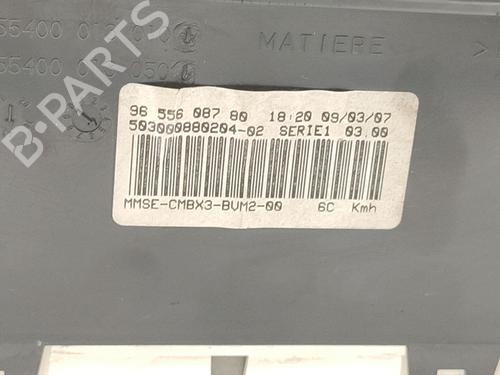 55400 
MATIERE
55400 
96 556 087 80 18:20 09/03/07
503000880204-02 SERIE1 03.00
MMSE-CMBX3-BVM2-00 6C Kmh